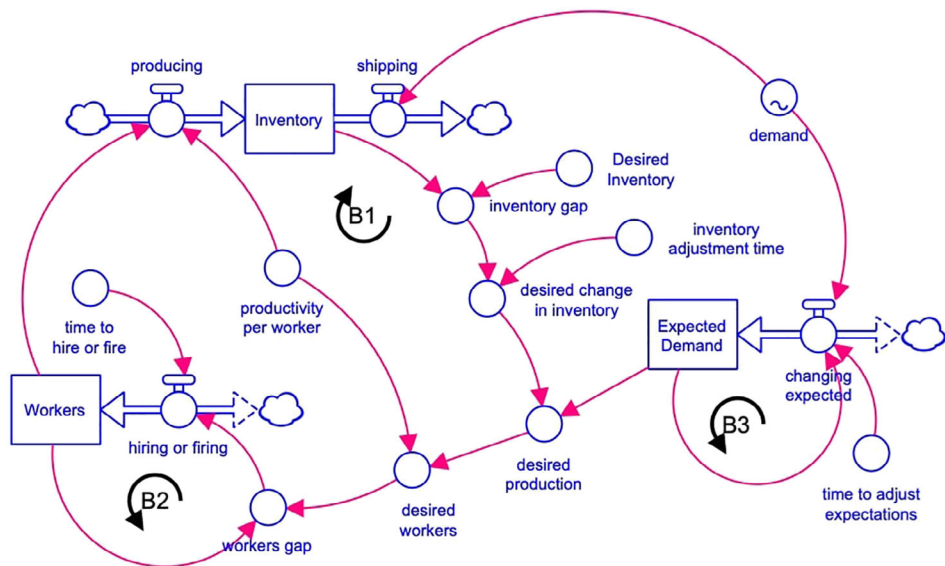 producing
shipping
Inventory
demand
Desired
Inventory
inventory gap
B1
inventory
adjustment time
desired change
in inventory
productivity
per worker
time to
hire or fire
Expected
Demand
changing
expected
Workers
hiring or firing
B3
desired
production
B2
desired
workers
time to adjust
expectations
workers gap